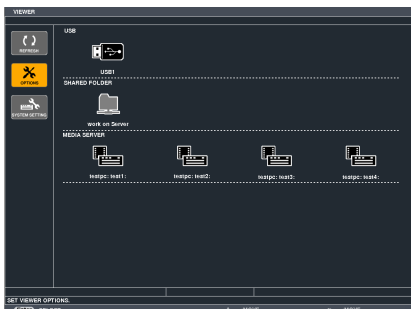 VIEWER
USB
REFRESH
USB1
OPTIONS
SHARED FOLDER
SYSTEM SETTING
work on Server
MEDIA SERVER
testpc: test1:
testpc: test2:
testpc: test3:
testpc: test4:
SET VIEWER OPTIONS.